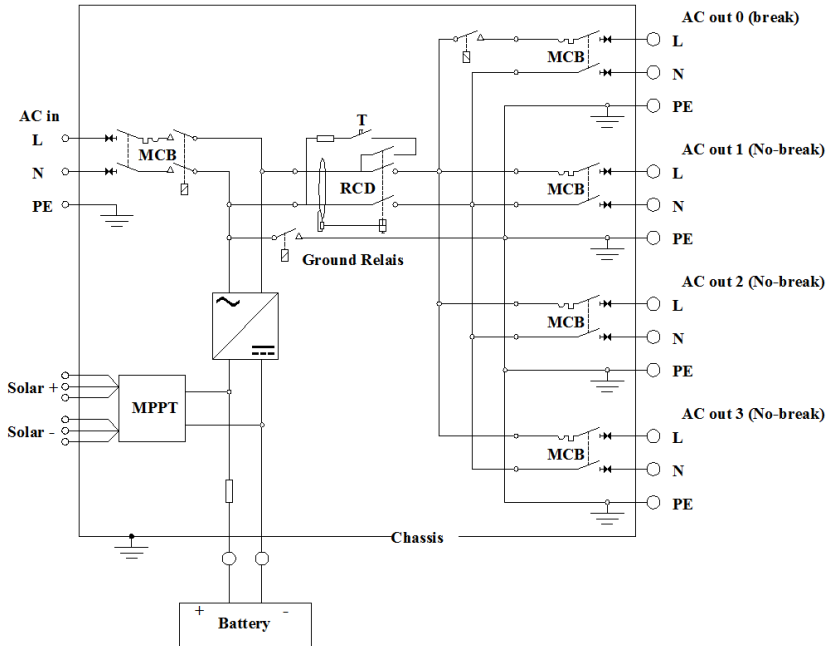 AC out 0 (break)
L
MCB
N
PE
AC in
L
MCB
N
PE
T
RCD
Ground Relais
AC out 1 (No-break)
L
MCB
N
PE
AC out 2 (No-break)
L
MCB
N
PE
Solar +
MPPT
Solar -
AC out 3 (No-break)
L
MCB
N
PE
Chassis
+ -
Battery